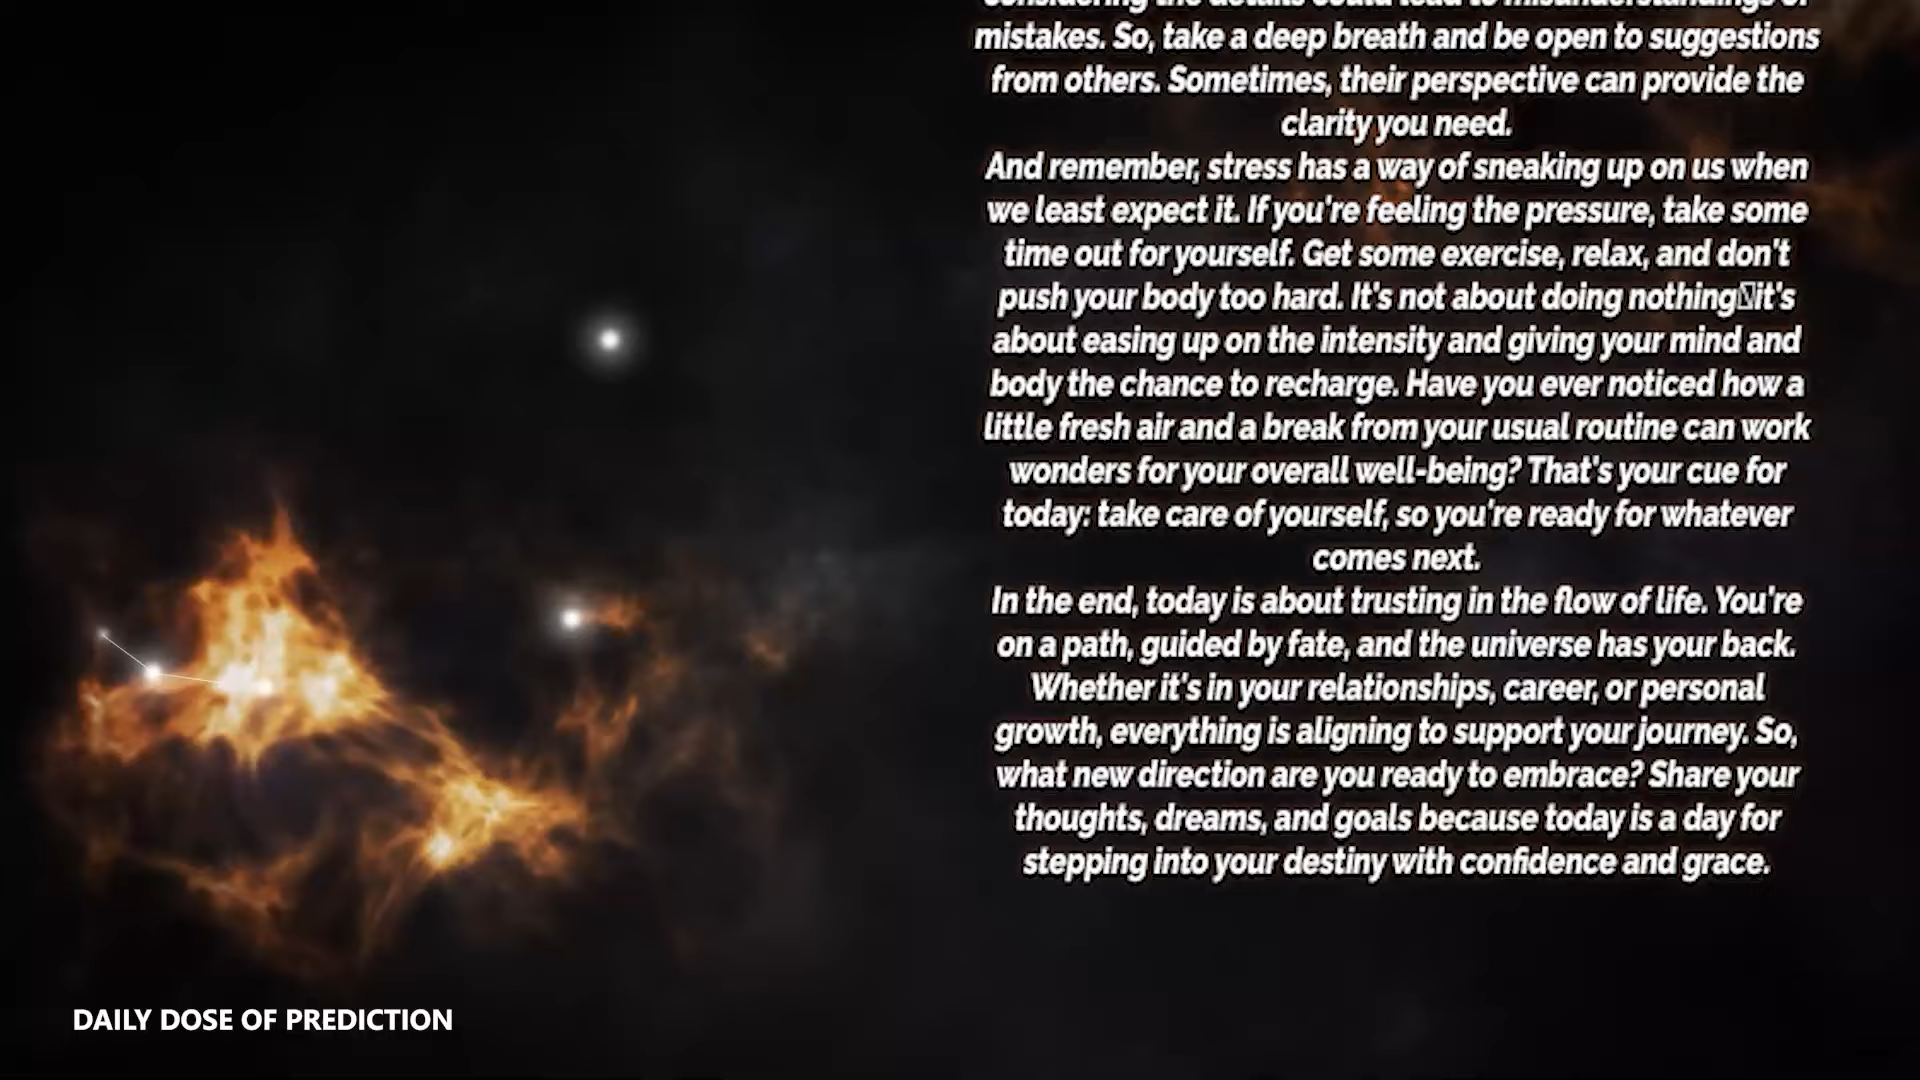 considering the details could lead to misunderstandings or
mistakes. So, take a deep breath and be open to suggestions
from others. Sometimes, their perspective can provide the
clarity you need.
And remember, stress has a way of sneaking up on us when
we least expect it. If you're feeling the pressure, take some
time out for yourself. Get some exercise, relax, and don't
push your body too hard. It's not about doing nothing▯it's
about easing up on the intensity and giving your mind and
body the chance to recharge. Have you ever noticed how a
little fresh air and a break from your usual routine can work
wonders for your overall well-being? That's your cue for
today: take care of yourself, so you're ready for whatever
comes next.
In the end, today is about trusting in the flow of life. You're
on a path, guided by fate, and the universe has your back.
Whether it's in your relationships, career, or personal
growth, everything is aligning to support your journey. So,
what new direction are you ready to embrace? Share your
thoughts, dreams, and goals because today is a day for
stepping into your destiny with confidence and grace.
DAILY DOSE OF PREDICTION